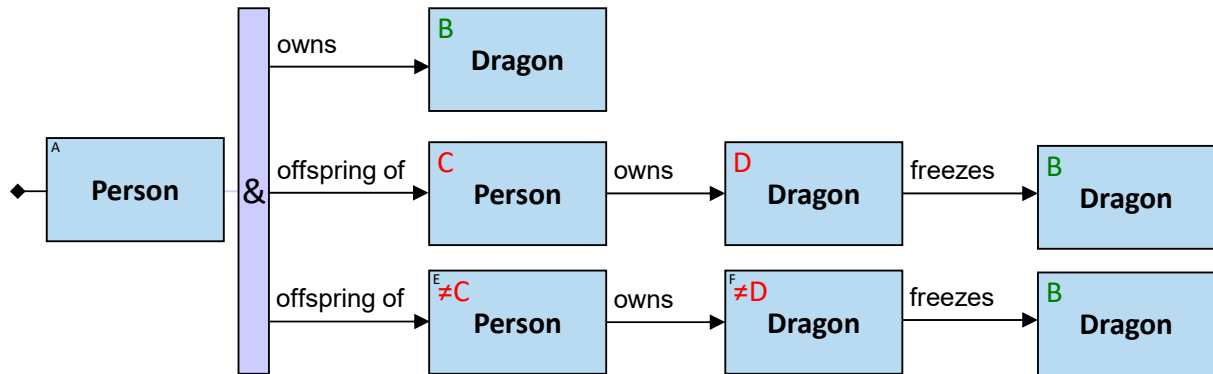 owns
B
Dragon
A
Person
&
offspring of
C
Person
owns
D
Dragon
freezes
B
Dragon
offspring of
E
≠C
Person
owns
F
≠D
Dragon
freezes
B
Dragon